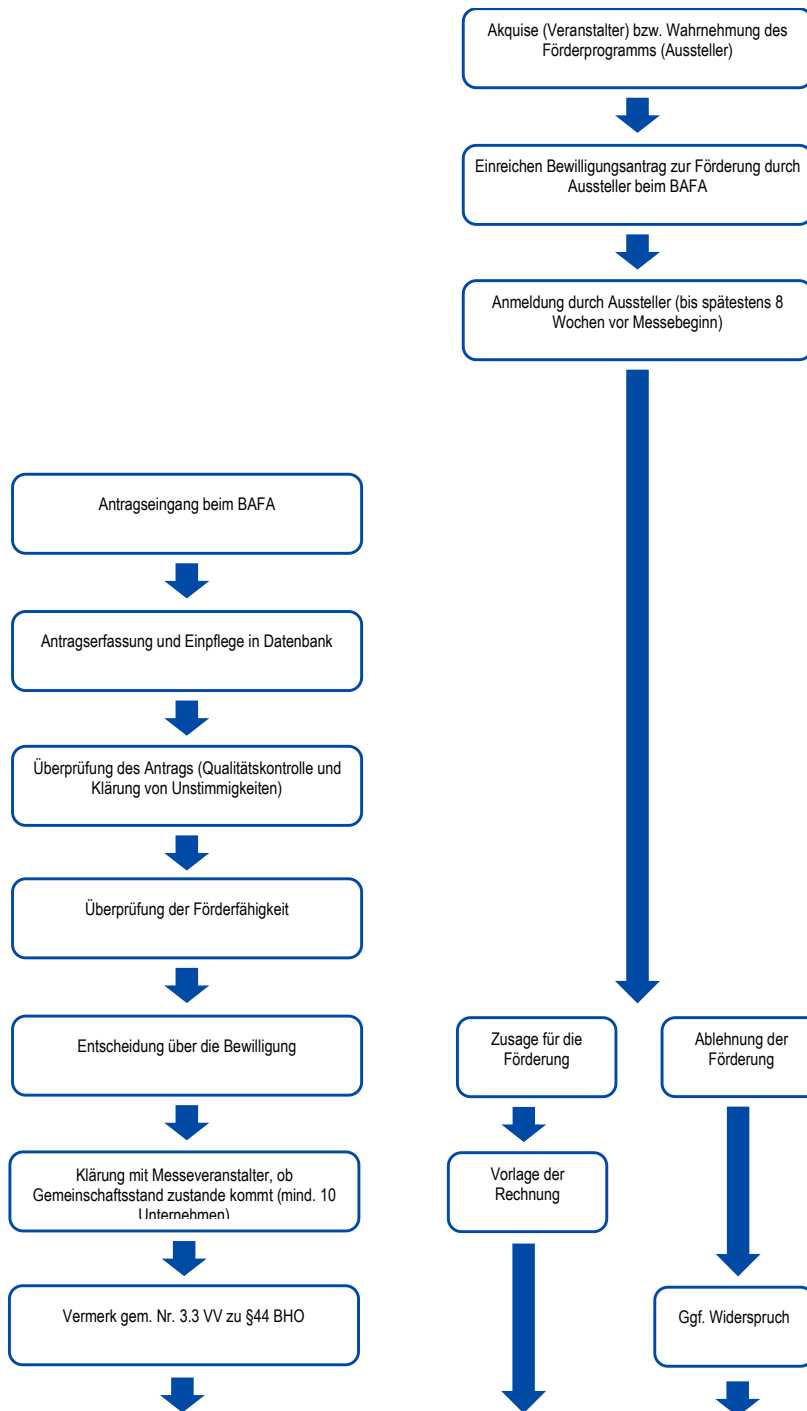 Akquise (Veranstalter) bzw. Wahrnehmung des
Förderprogramms (Aussteller)
Einreichen Bewilligungsantrag zur Förderung durch
Aussteller beim BAFA
Anmeldung durch Aussteller (bis spätestens 8
Wochen vor Messebeginn)
Antragseingang beim BAFA
Antragserfassung und Einpflege in Datenbank
Überprüfung des Antrags (Qualitätskontrolle und
Klärung von Unstimmigkeiten)
Überprüfung der Förderfähigkeit
Entscheidung über die Bewilligung
Zusage für die
Förderung
Ablehnung der
Förderung
Klärung mit Messeveranstalter, ob
Gemeinschaftsstand zustande kommt (mind. 10
Unternehmen)
Vorlage der
Rechnung
Vermerk gem. Nr. 3.3 VV zu §44 BHO
Ggf. Widerspruch